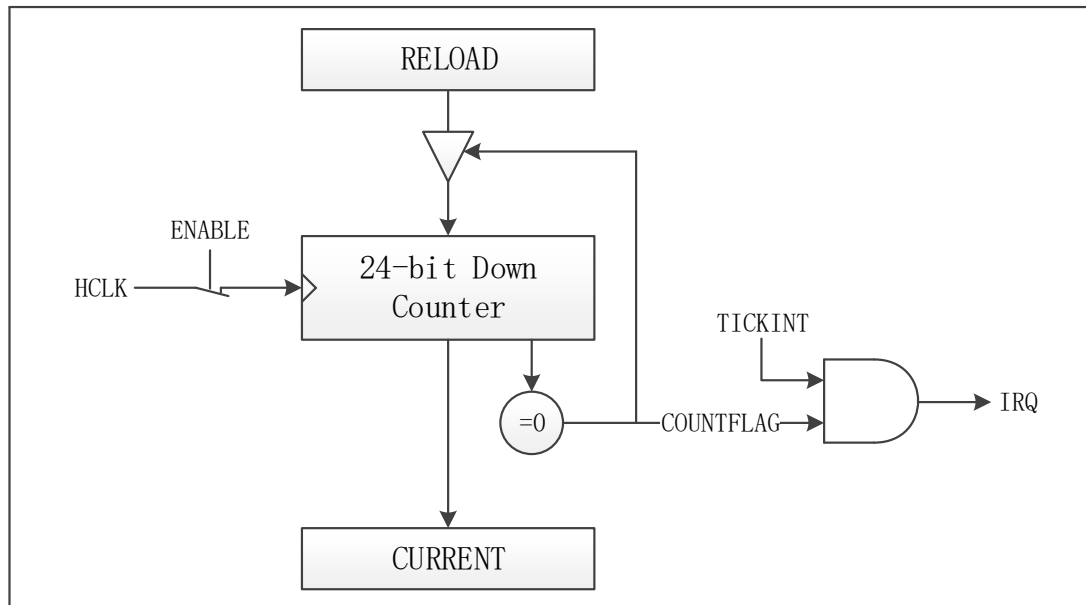 RELOAD
ENABLE
HCLK
24-bit Down
Counter
TICKINT
=0
COUNTFLAG
IRQ
CURRENT